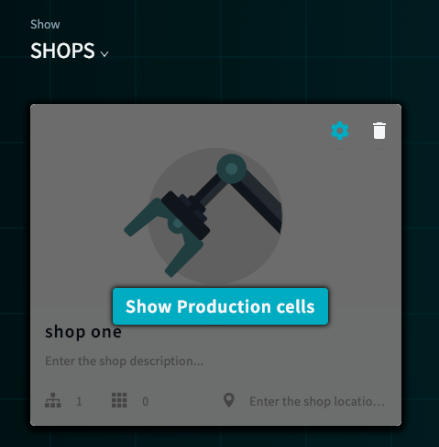 Show
SHOPS
Show Production cells
shop one
Enter the shop description...
1
0
Enter the shop locatio...